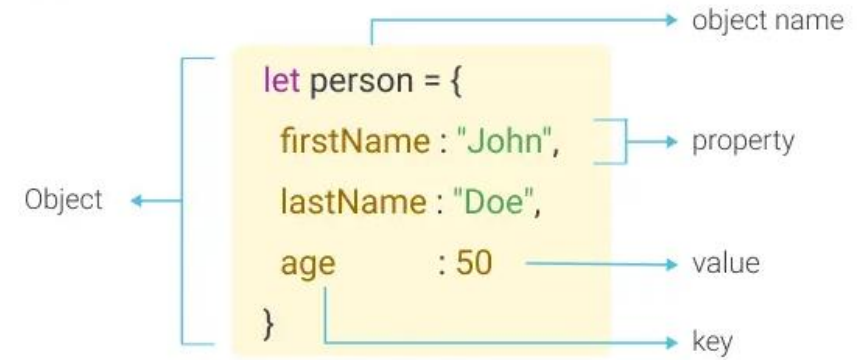 object name
let person = {
firstName : "John",
property
Object
lastName : "Doe",
age : 50
value
}
key